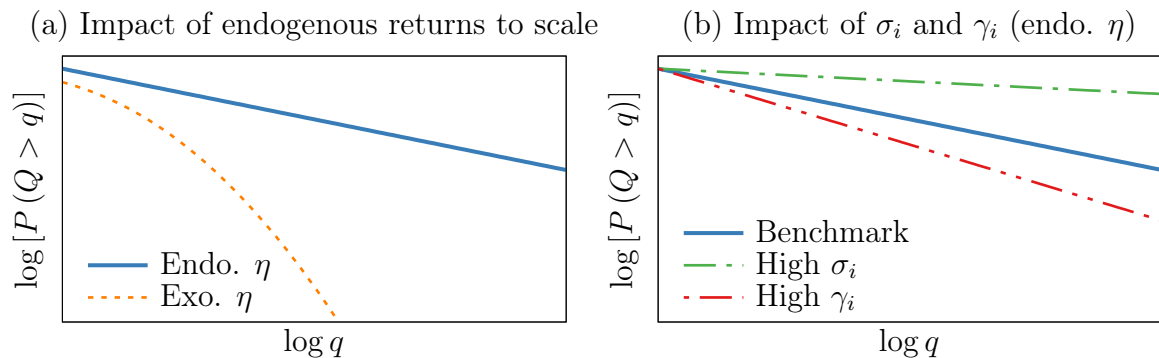 (a) Impact of endogenous returns to scale
log [P (Q > q)]
Endo. η
Exo. η
log q
(b) Impact of σᵢ and γᵢ (endo. η)
log [P (Q > q)]
Benchmark
High σᵢ
High γᵢ
log q